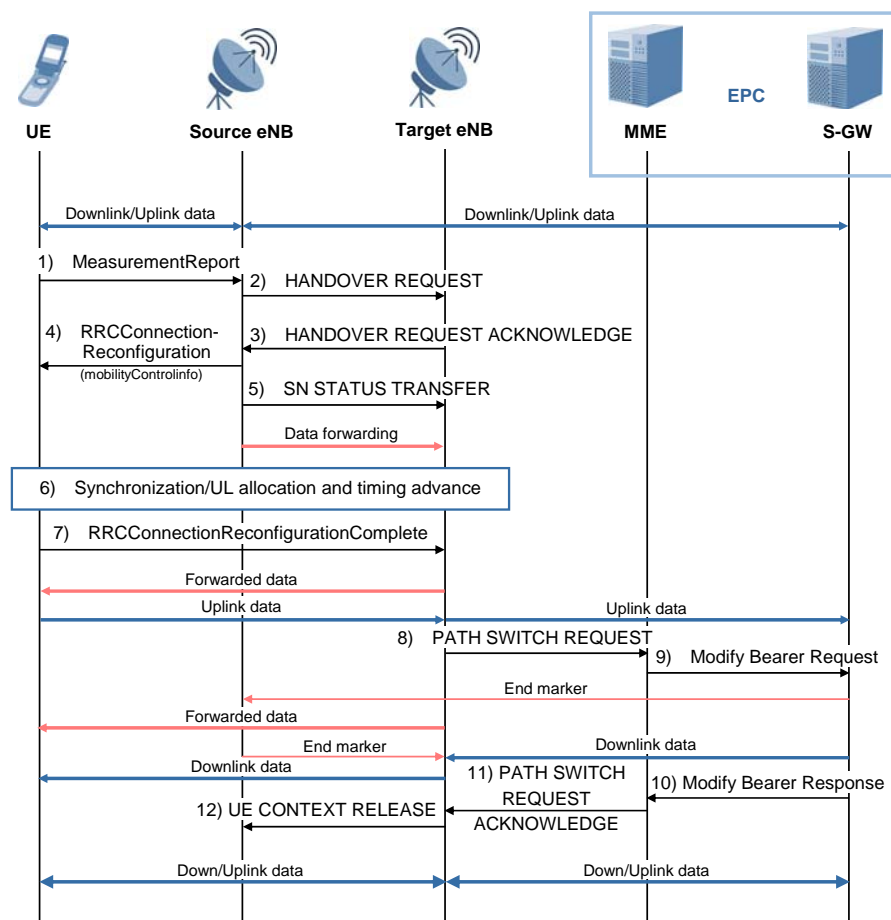 EPC
UE
Source eNB
Target eNB
MME
S-GW
Downlink/Uplink data
Downlink/Uplink data
1) MeasurementReport
2) HANDOVER REQUEST
3) HANDOVER REQUEST ACKNOWLEDGE
4) RRCConnection-
Reconfiguration
(mobilityControlinfo)
5) SN STATUS TRANSFER
Data forwarding
6) Synchronization/UL allocation and timing advance
7) RRCConnectionReconfigurationComplete
Forwarded data
Uplink data
Uplink data
8) PATH SWITCH REQUEST
9) Modify Bearer Request
End marker
Forwarded data
End marker
Downlink data
Downlink data
10) Modify Bearer Response
11) PATH SWITCH
REQUEST
ACKNOWLEDGE
12) UE CONTEXT RELEASE
Down/Uplink data
Down/Uplink data